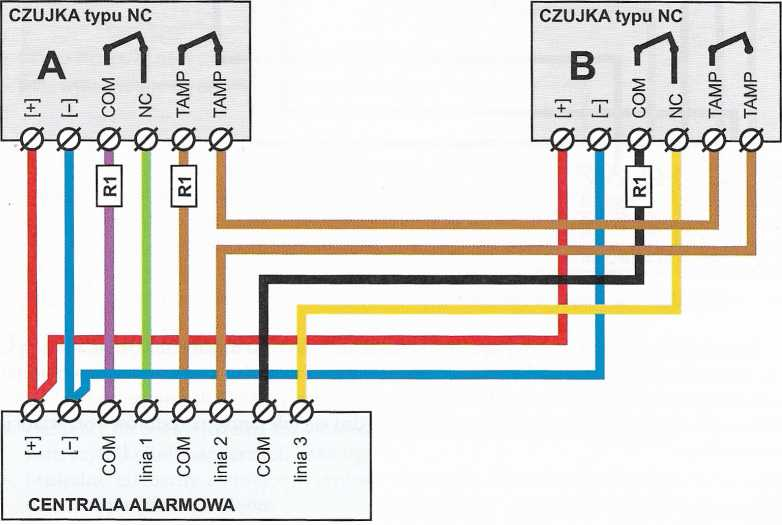 CZUJKA typu NC
A
[+]
[–]
COM
NC
TAMP
TAMP
R1
R1
CZUJKA typu NC
B
[+]
[–]
COM
NC
TAMP
TAMP
R1
[+]
[–]
COM
linia 1
COM
linia 2
COM
linia 3
CENTRALA ALARMOWA